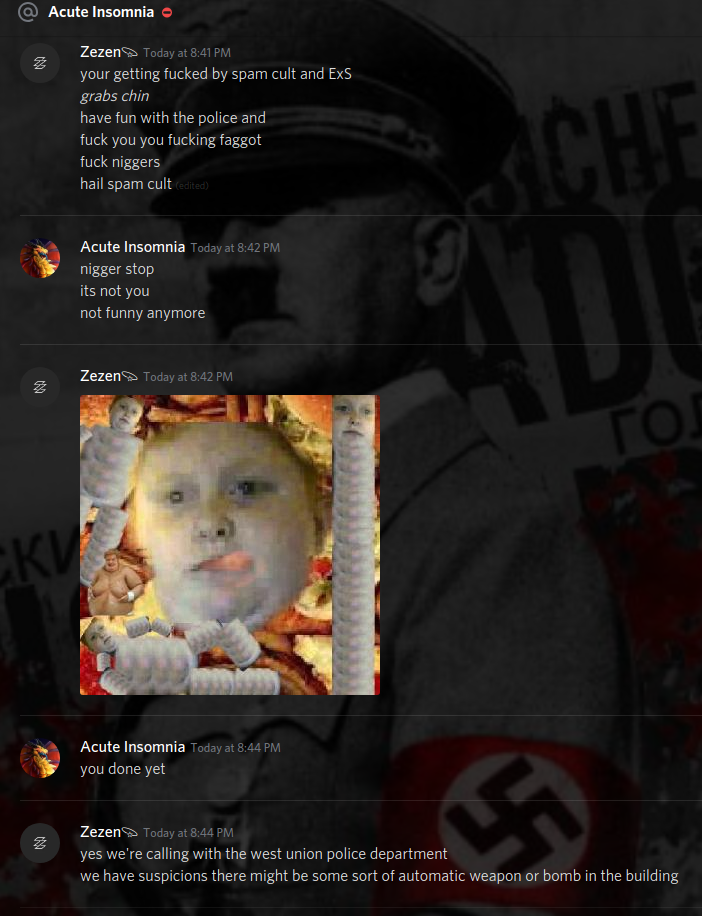 Acute Insomnia
Zezen Today at 8:41 PM
your getting fucked by spam cult and ExS
grabs chin
have fun with the police and
fuck you you fucking faggot
fuck niggers
hail spam cult (edited)
Acute Insomnia Today at 8:42 PM
nigger stop
its not you
not funny anymore
Zezen Today at 8:42 PM
Acute Insomnia Today at 8:44 PM
you done yet
Zezen Today at 8:44 PM
yes we're calling with the west union police department
we have suspicions there might be some sort of automatic weapon or bomb in the building